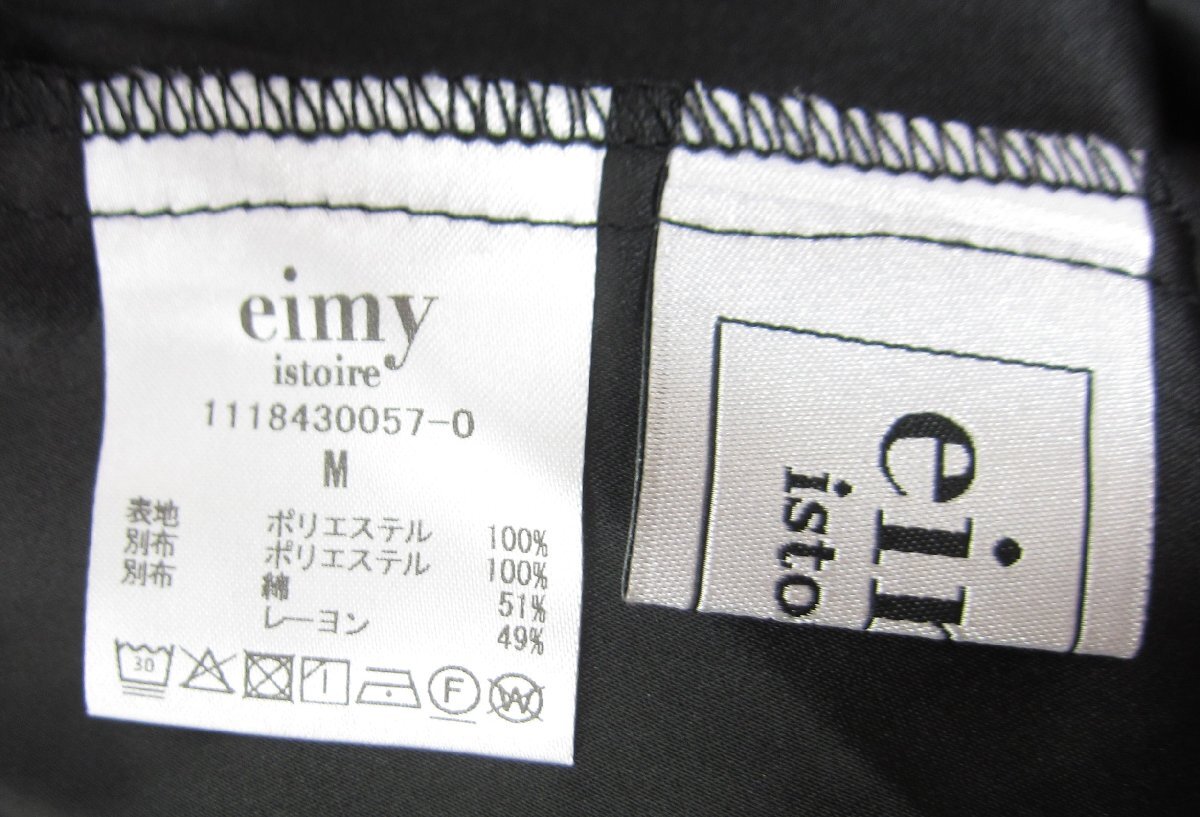 eimy
istoire
1118430057-0
M
表地 ポリエステル 100%
別布 ポリエステル 100%
別布 綿 51%
レーヨン 49%
30
F
W
eim
isto